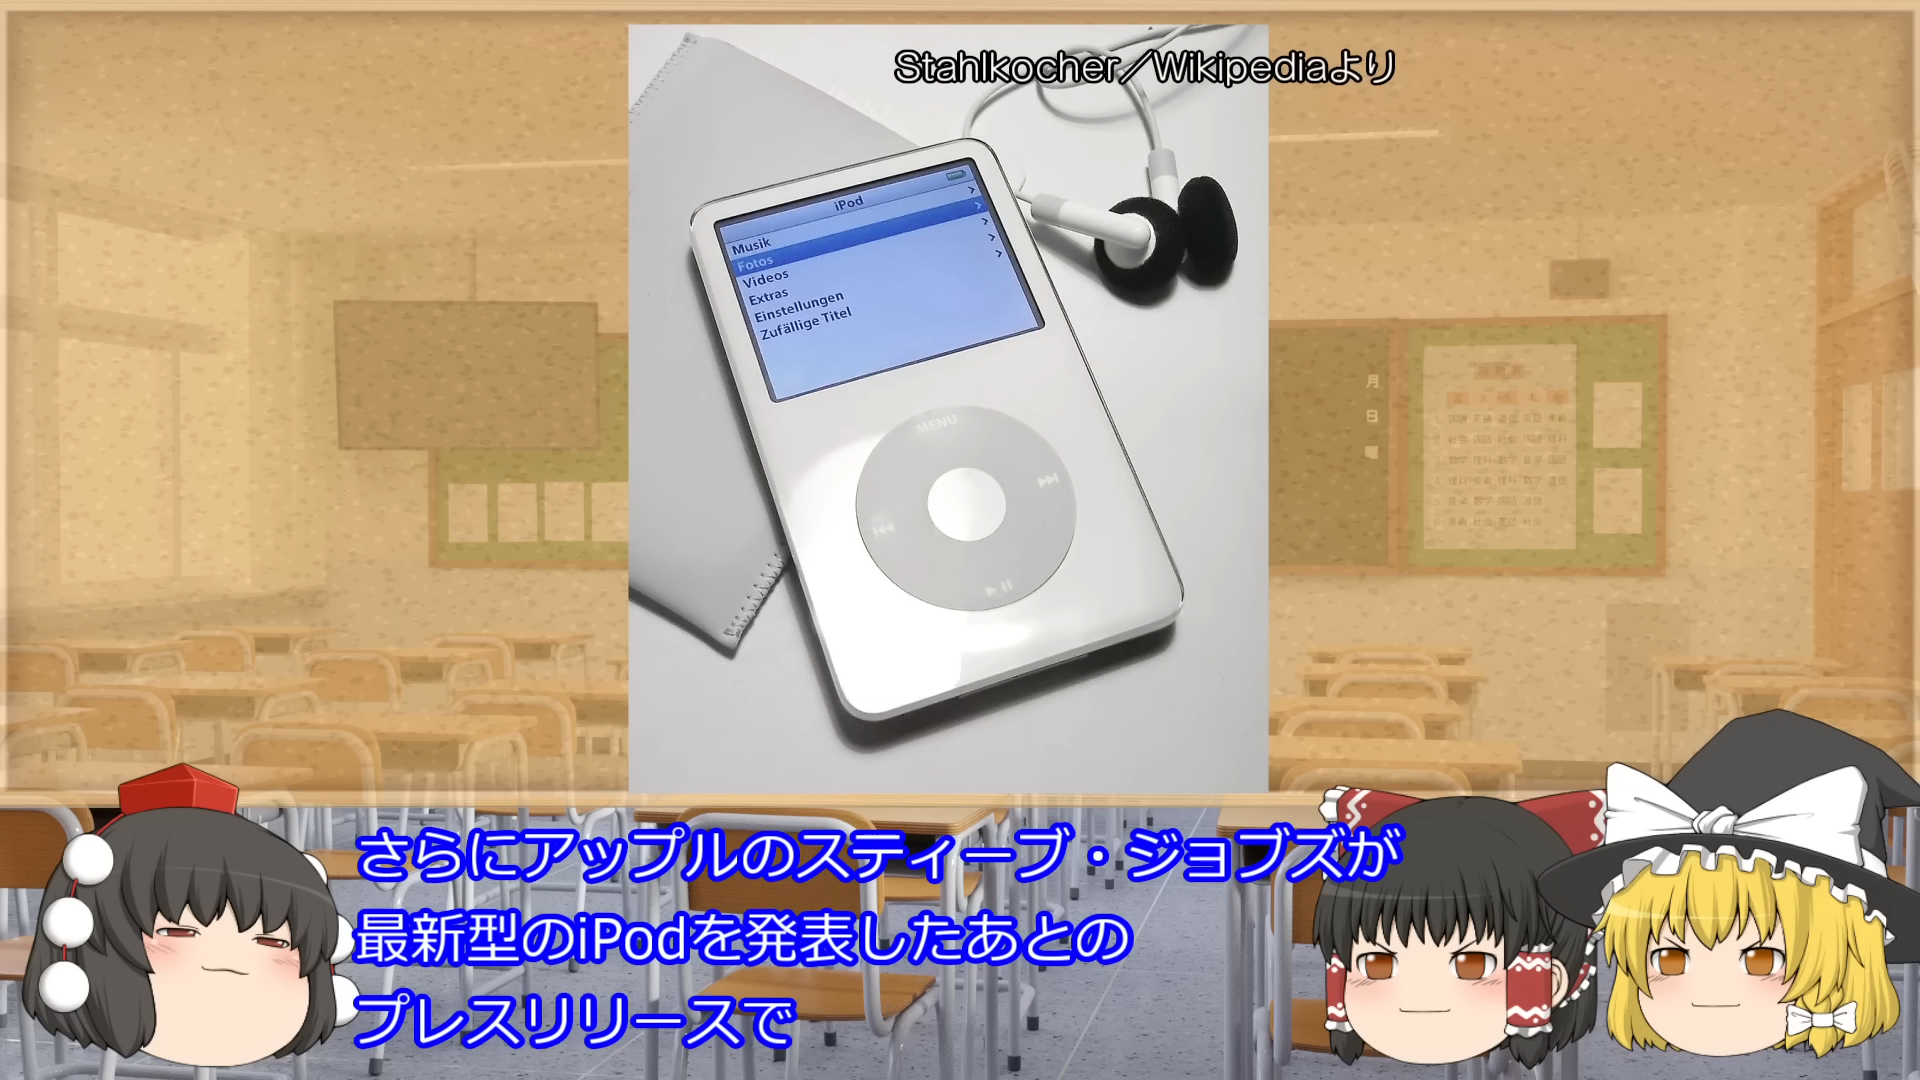 Stahlkocher／Wikipediaより
iPod
Musik
Fotos
Videos
Extras
Einstellungen
Zufällige Titel
MENU
月
日
曜
さらにアップルのスティーブ・ジョブズが
最新型のiPodを発表したあとの
プレスリリースで